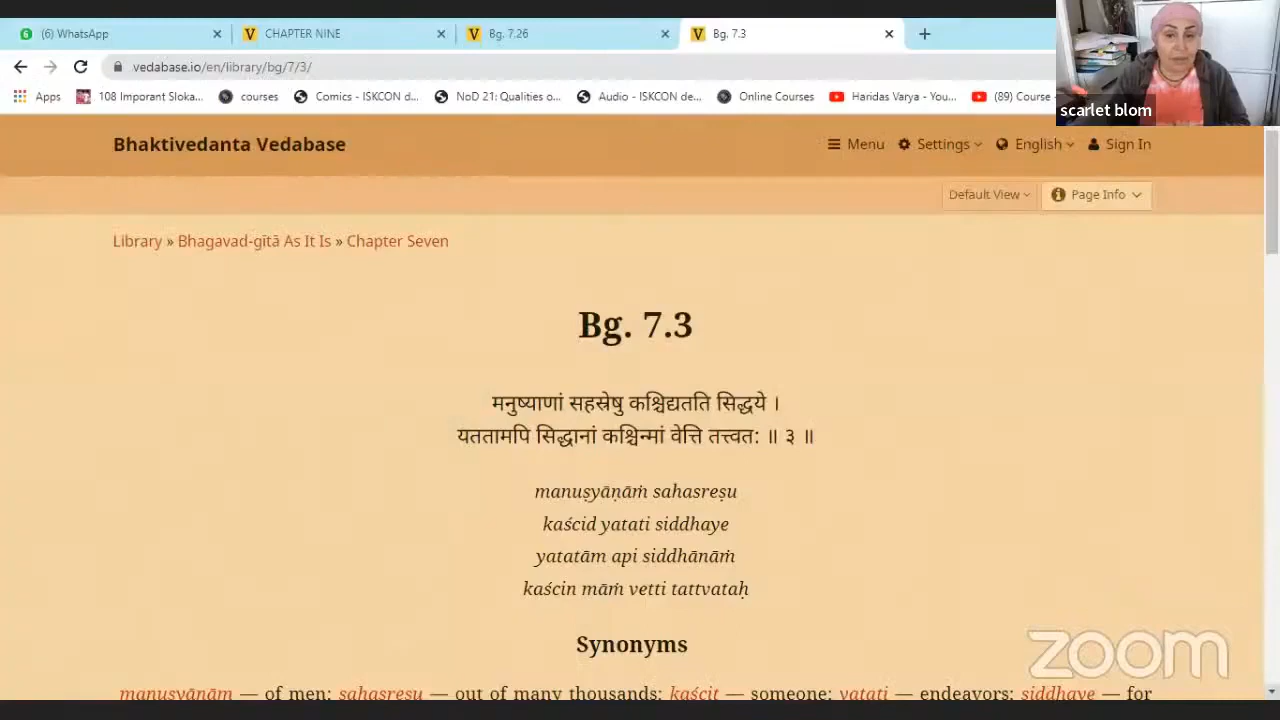 (6) WhatsApp
CHAPTER NINE
Bg. 7.26
Bg. 7.3
vedabase.io/en/library/bg/7/3/
Apps 108 Imporant Sloka... courses Comics - ISKCON d... NoD 21: Qualities o... Audio - ISKCON de... Online Courses Haridas Varya - You... (89) Course
scarlet blom
Bhaktivedanta Vedabase
Menu Settings English Sign In
Default View Page Info
Library » Bhagavad-gītā As It Is » Chapter Seven
Bg. 7.3
मनुष्याणां सहस्रेषु कश्चिद्यतति सिद्धये ।
यततामपि सिद्धानां कश्चिन्मां वेत्ति तत्त्वत: ॥ ३ ॥
manuṣyāṇāṁ sahasreṣu
kaścid yatati siddhaye
yatatām api siddhānāṁ
kaścin māṁ vetti tattvataḥ
Synonyms
manuṣyāṇām — of men; sahasreṣu — out of many thousands; kaścit — someone; yatati — endeavors; siddhaye — for
zoom